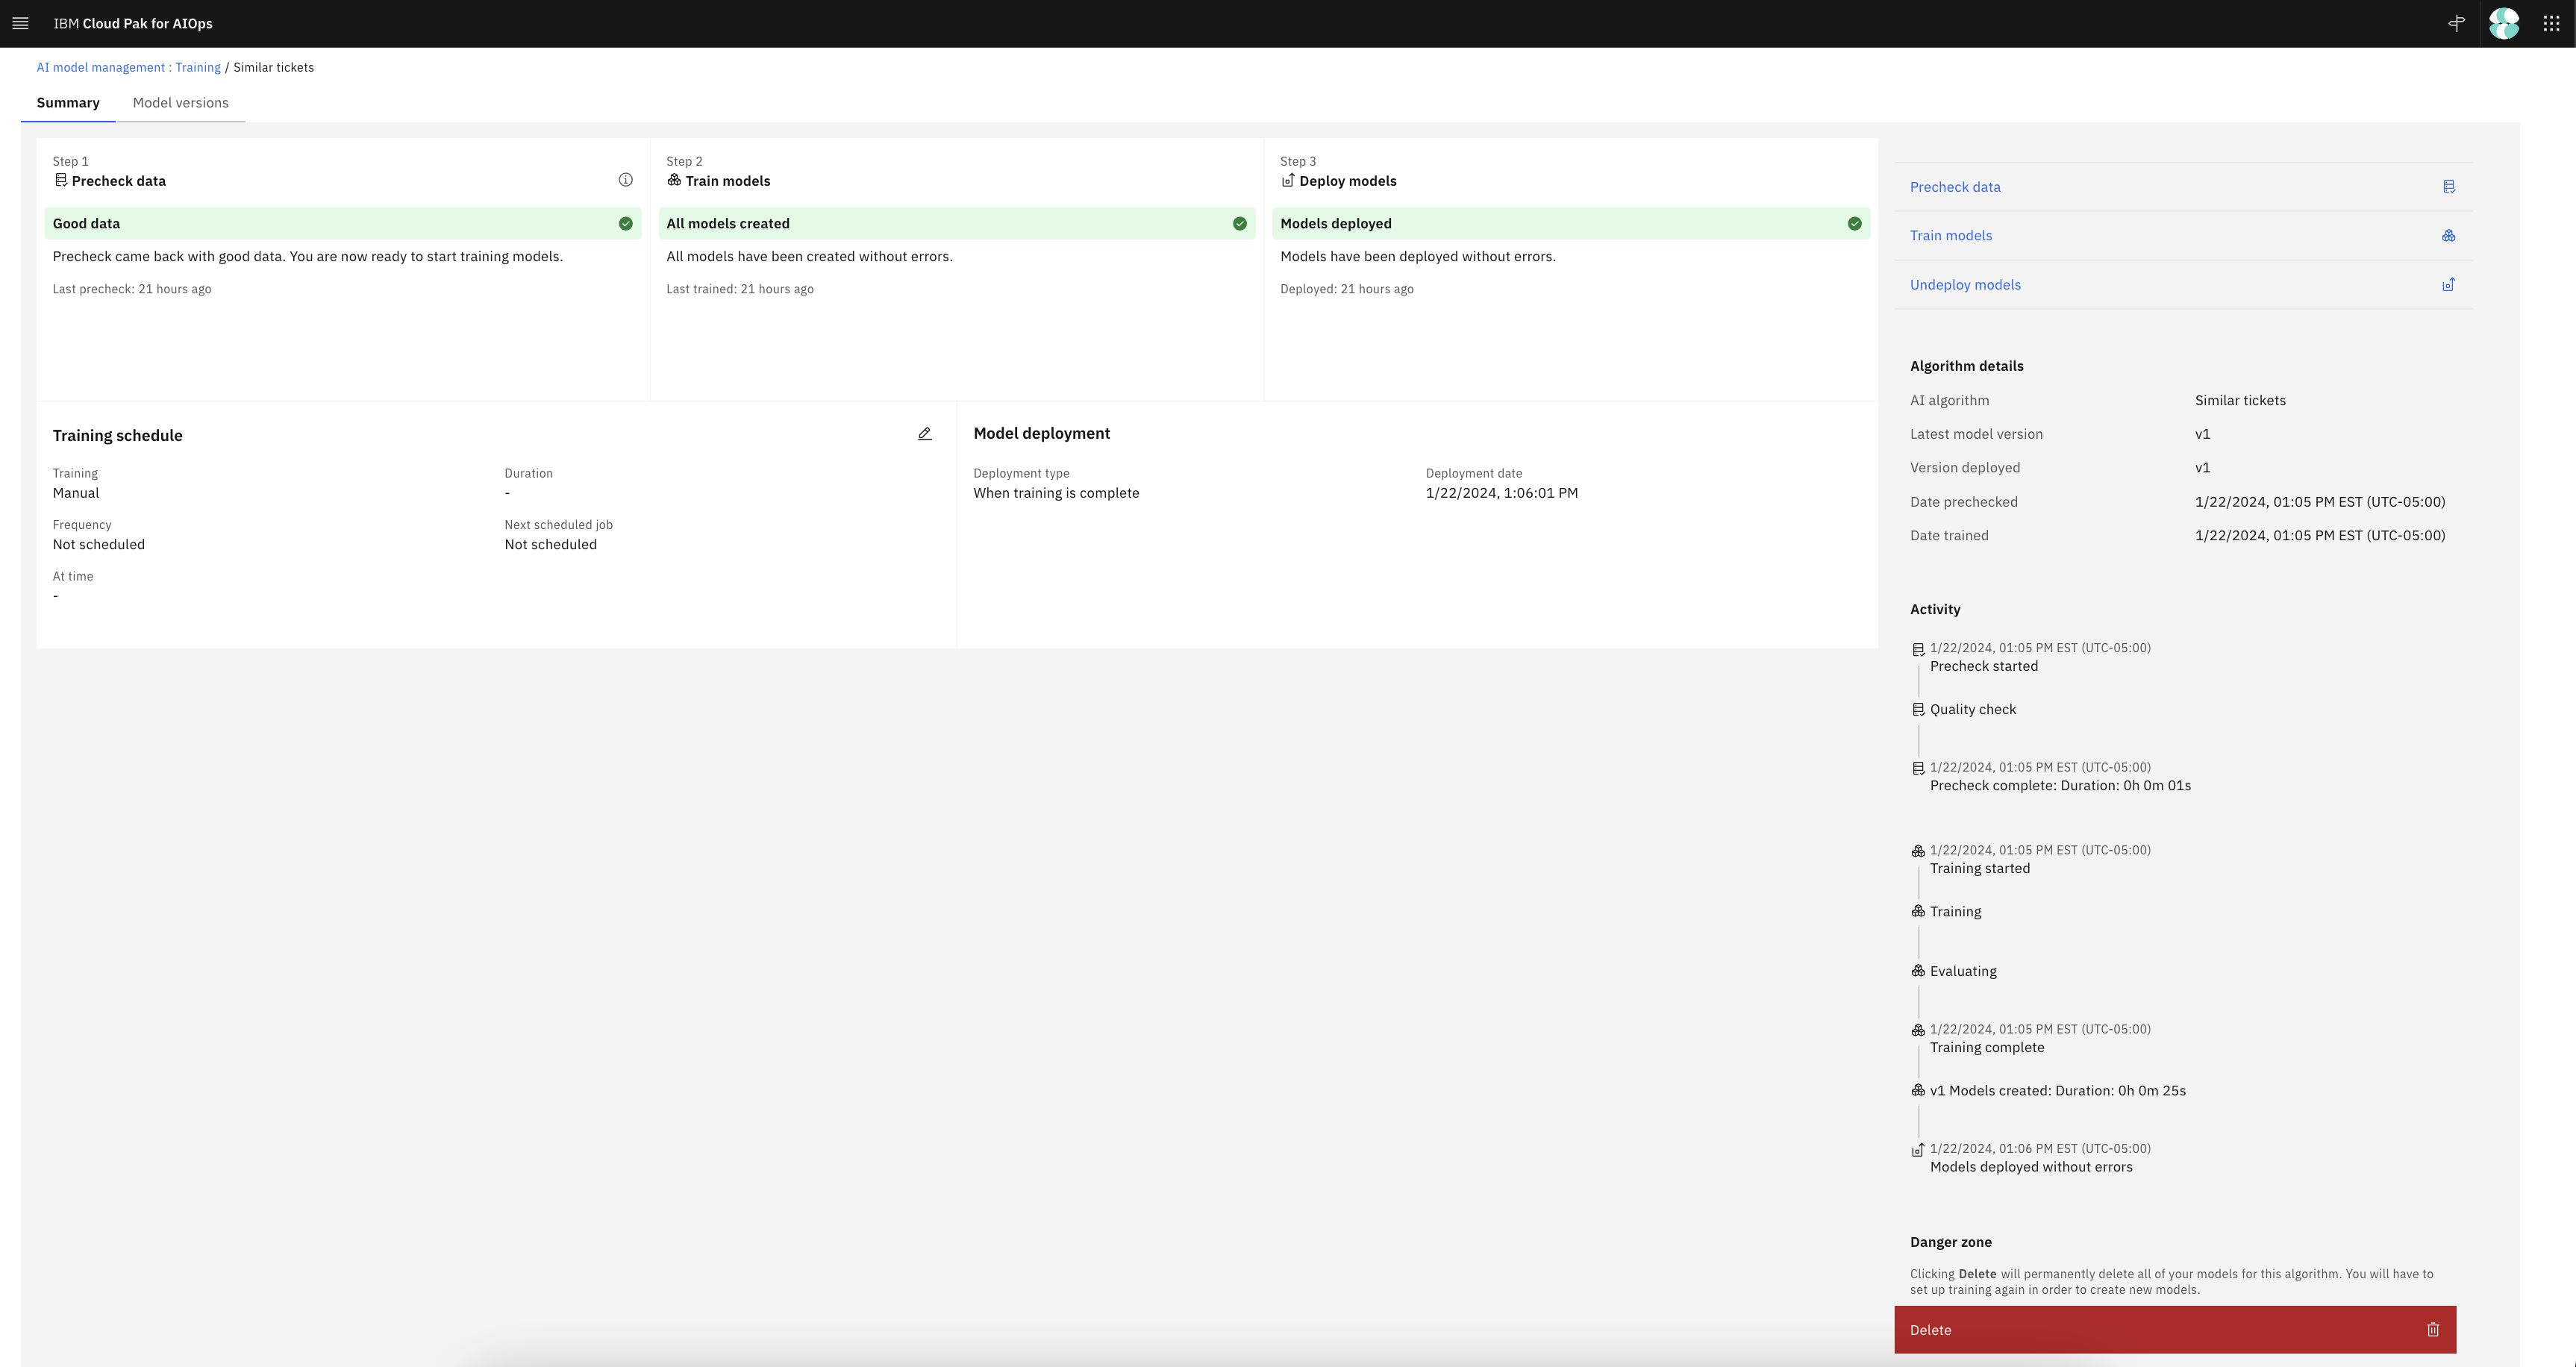 IBM Cloud Pak for AIOps
AI model management : Training / Similar tickets
Summary
Model versions
Step 1
Precheck data
Good data
Precheck came back with good data. You are now ready to start training models.
Last precheck: 21 hours ago
Step 2
Train models
All models created
All models have been created without errors.
Last trained: 21 hours ago
Step 3
Deploy models
Models deployed
Models have been deployed without errors.
Deployed: 21 hours ago
Training schedule
Training
Manual
Duration
-
Frequency
Not scheduled
Next scheduled job
Not scheduled
At time
-
Model deployment
Deployment type
When training is complete
Deployment date
1/22/2024, 1:06:01 PM
Precheck data
Train models
Undeploy models
Algorithm details
AI algorithm
Similar tickets
Latest model version
v1
Version deployed
v1
Date prechecked
1/22/2024, 01:05 PM EST (UTC-05:00)
Date trained
1/22/2024, 01:05 PM EST (UTC-05:00)
Activity
1/22/2024, 01:05 PM EST (UTC-05:00)
Precheck started
Quality check
1/22/2024, 01:05 PM EST (UTC-05:00)
Precheck complete: Duration: 0h 0m 01s
1/22/2024, 01:05 PM EST (UTC-05:00)
Training started
Training
Evaluating
1/22/2024, 01:05 PM EST (UTC-05:00)
Training complete
v1 Models created: Duration: 0h 0m 25s
1/22/2024, 01:06 PM EST (UTC-05:00)
Models deployed without errors
Danger zone
Clicking Delete will permanently delete all of your models for this algorithm. You will have to
set up training again in order to create new models.
Delete